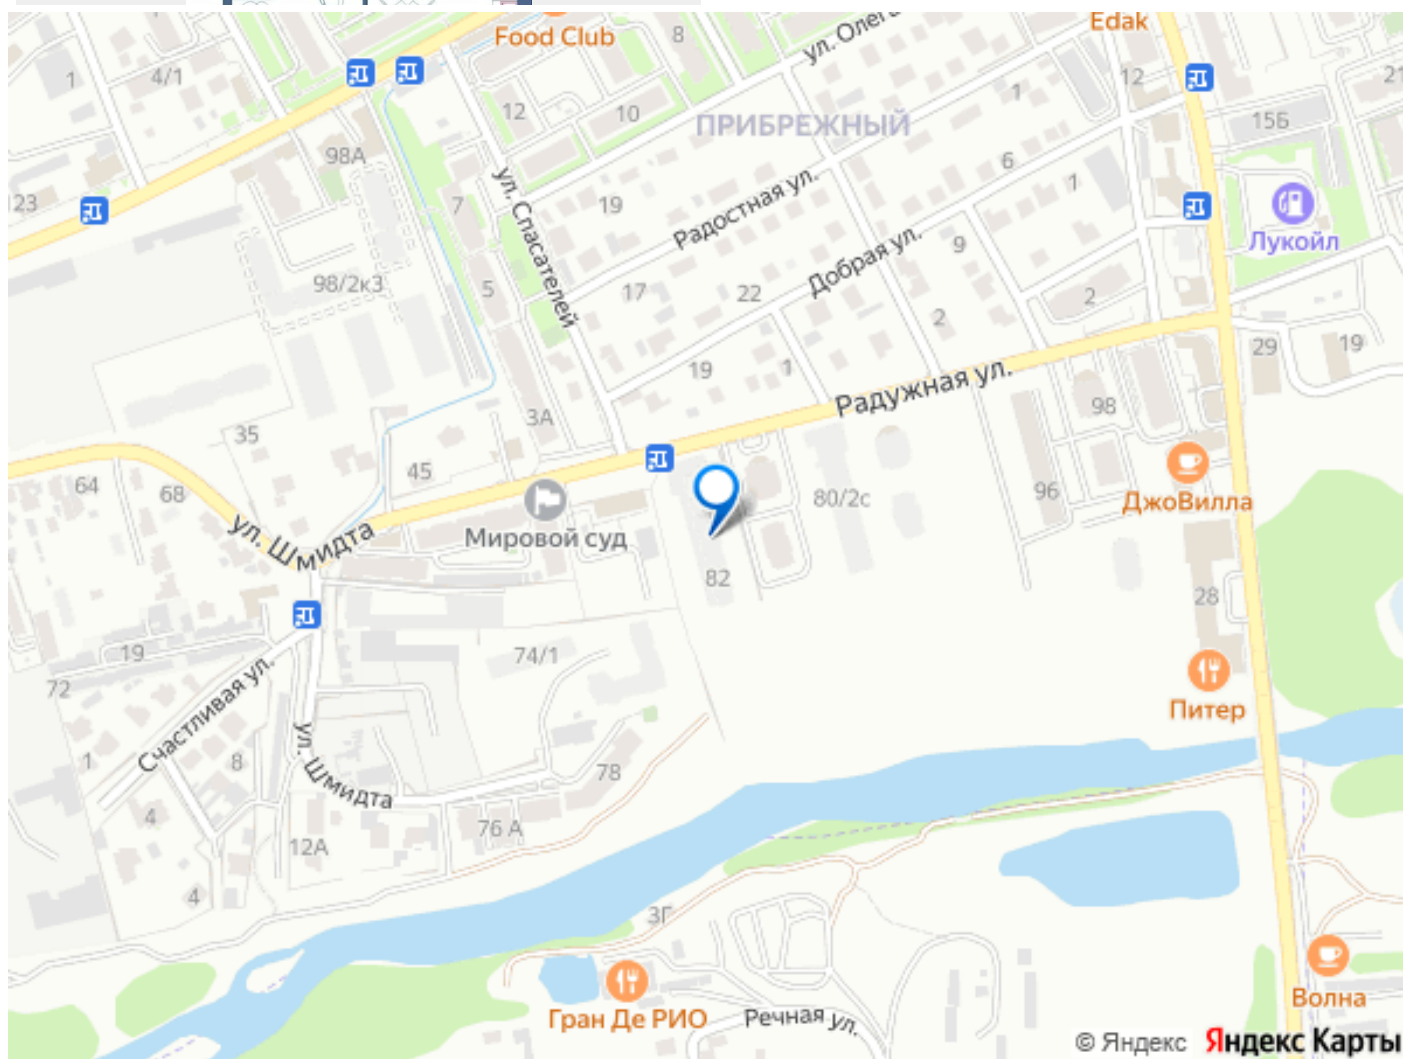 Food Club
8
ул. Олега
Edak
1
4/1
12
21
12
10
1
15Б
ПРИБРЕЖНЫЙ
98А
6
1
123
7
19
ул. Спасателей
Радостная ул.
Лукойл
Добрая ул.
9
98/2к3
5
17
22
2
2
19
1
29
19
Радужная ул.
3А
98
35
45
64
68
80/2с
96
ДжоВилла
ул. Шмидта
Мировой суд
82
28
19
74/1
72
Счастливая ул.
Питер
1
8
ул. Шмидта
78
4
76 А
12А
4
3Г
Волна
Гран Де РИО
Речная ул.
© Яндекс
Яндекс Карты